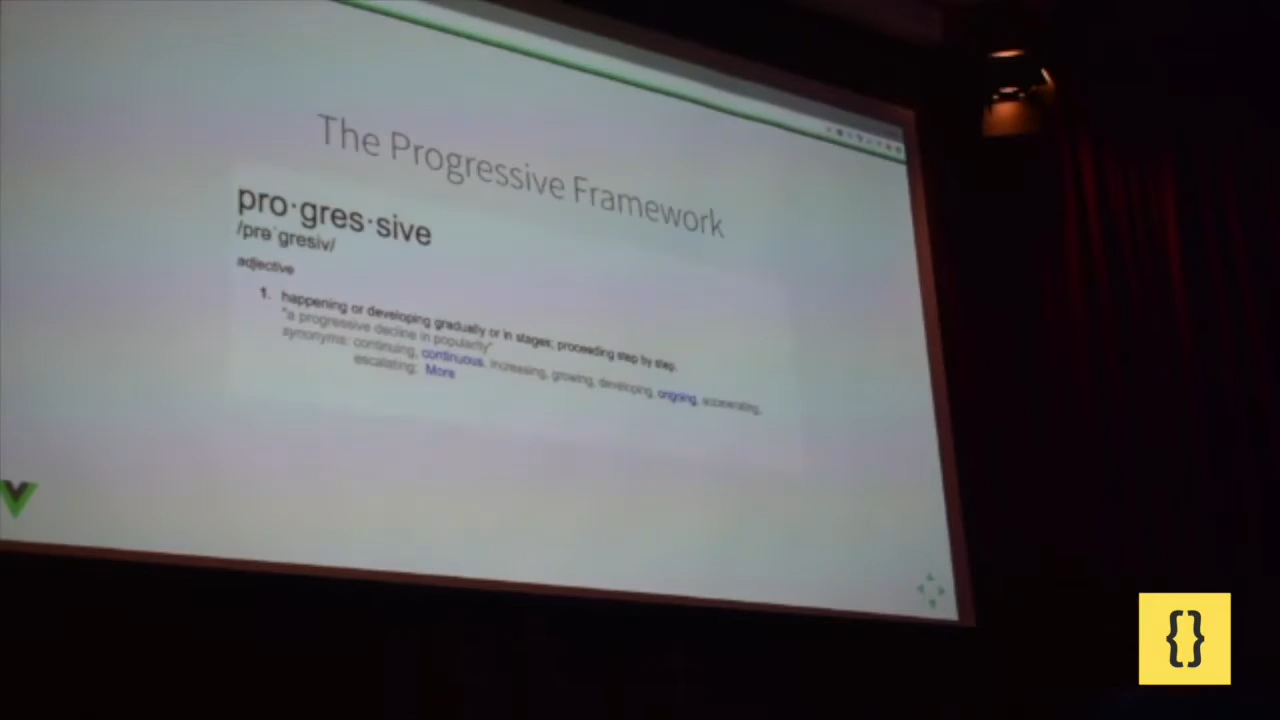 The Progressive Framework
pro·gres·sive
/prəˈɡresiv/
adjective
1. happening or developing gradually or in stages; proceeding step by step.
"a progressive decline in popularity"
synonyms: continuing, continuous, increasing, growing, developing, ongoing, accelerating,
escalating; More
{}